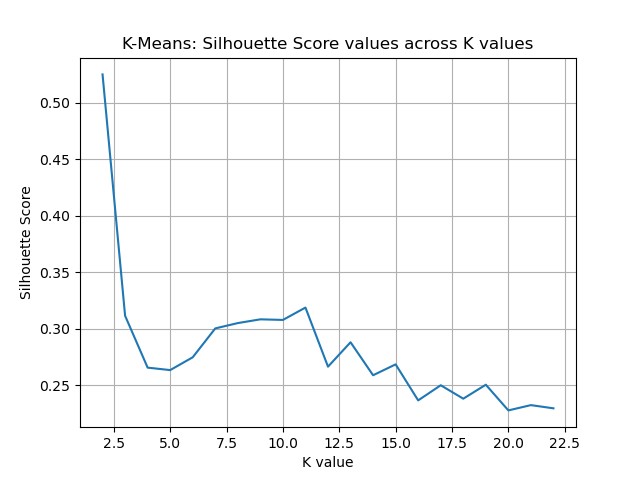 K-Means: Silhouette Score values across K values
0.50
0.45
0.40
0.35
0.30
0.25
Silhouette Score
2.5 5.0 7.5 10.0 12.5 15.0 17.5 20.0 22.5
K value